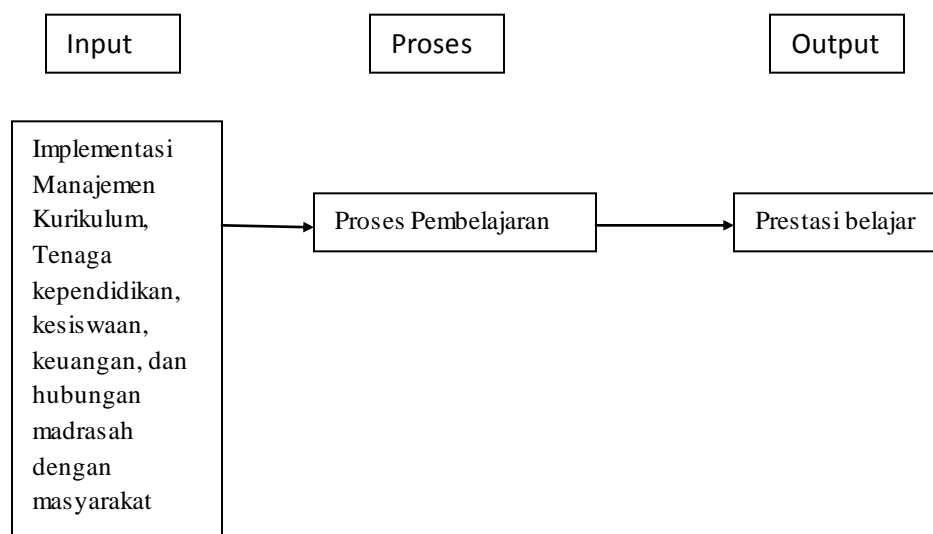 Input
Proses
Output
Implementasi
Manajemen
Kurikulum,
Tenaga
kependidikan,
kesiswaan,
keuangan, dan
hubungan
madrasah
dengan
masyarakat
Proses Pembelajaran
Prestasi belajar